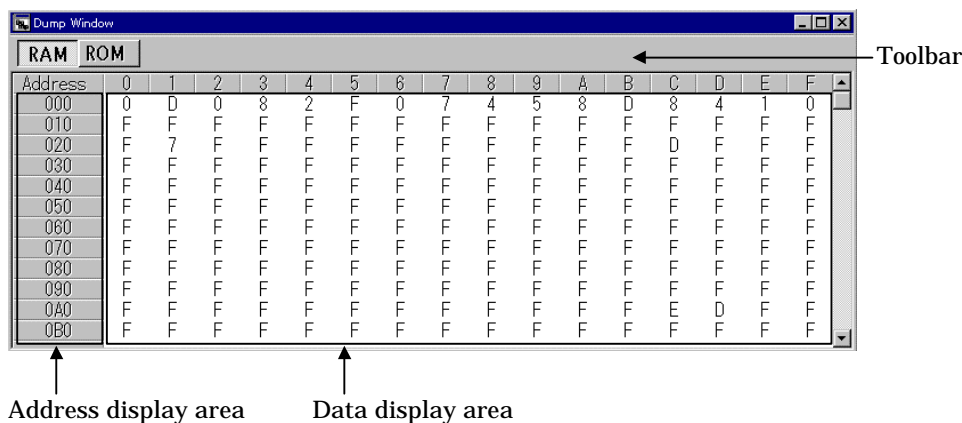 Dump Window
RAM ROM
Toolbar
Address 0 1 2 3 4 5 6 7 8 9 A B C D E F
000 0 D 0 8 2 F 0 7 4 5 8 D 8 4 1 0
010 F F F F F F F F F F F F F F F F
020 F 7 F F F F F F F F F F D F F F
030 F F F F F F F F F F F F F F F F
040 F F F F F F F F F F F F F F F F
050 F F F F F F F F F F F F F F F F
060 F F F F F F F F F F F F F F F F
070 F F F F F F F F F F F F F F F F
080 F F F F F F F F F F F F F F F F
090 F F F F F F F F F F F F F F F F
0A0 F F F F F F F F F F F F E D F F
0B0 F F F F F F F F F F F F F F F F
Address display area Data display area